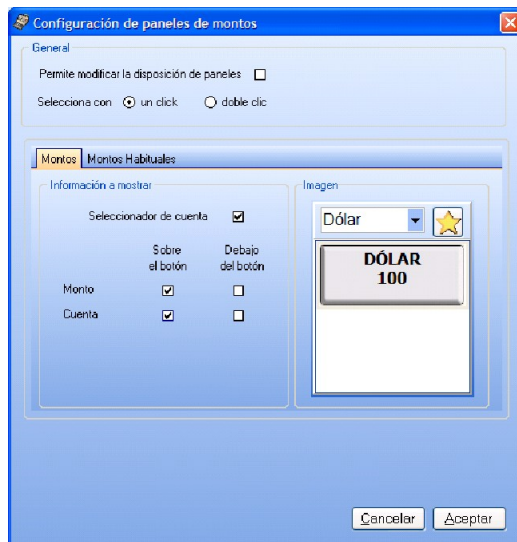 Configuración de paneles de montos
General
Permite modificar la disposición de paneles
Selecciona con un click doble clic
Montos Montos Habituales
Información a mostrar
Imagen
Seleccionador de cuenta
Dólar
Sobre el botón
Debajo del botón
DÓLAR
100
Monto
Cuenta
Cancelar Aceptar